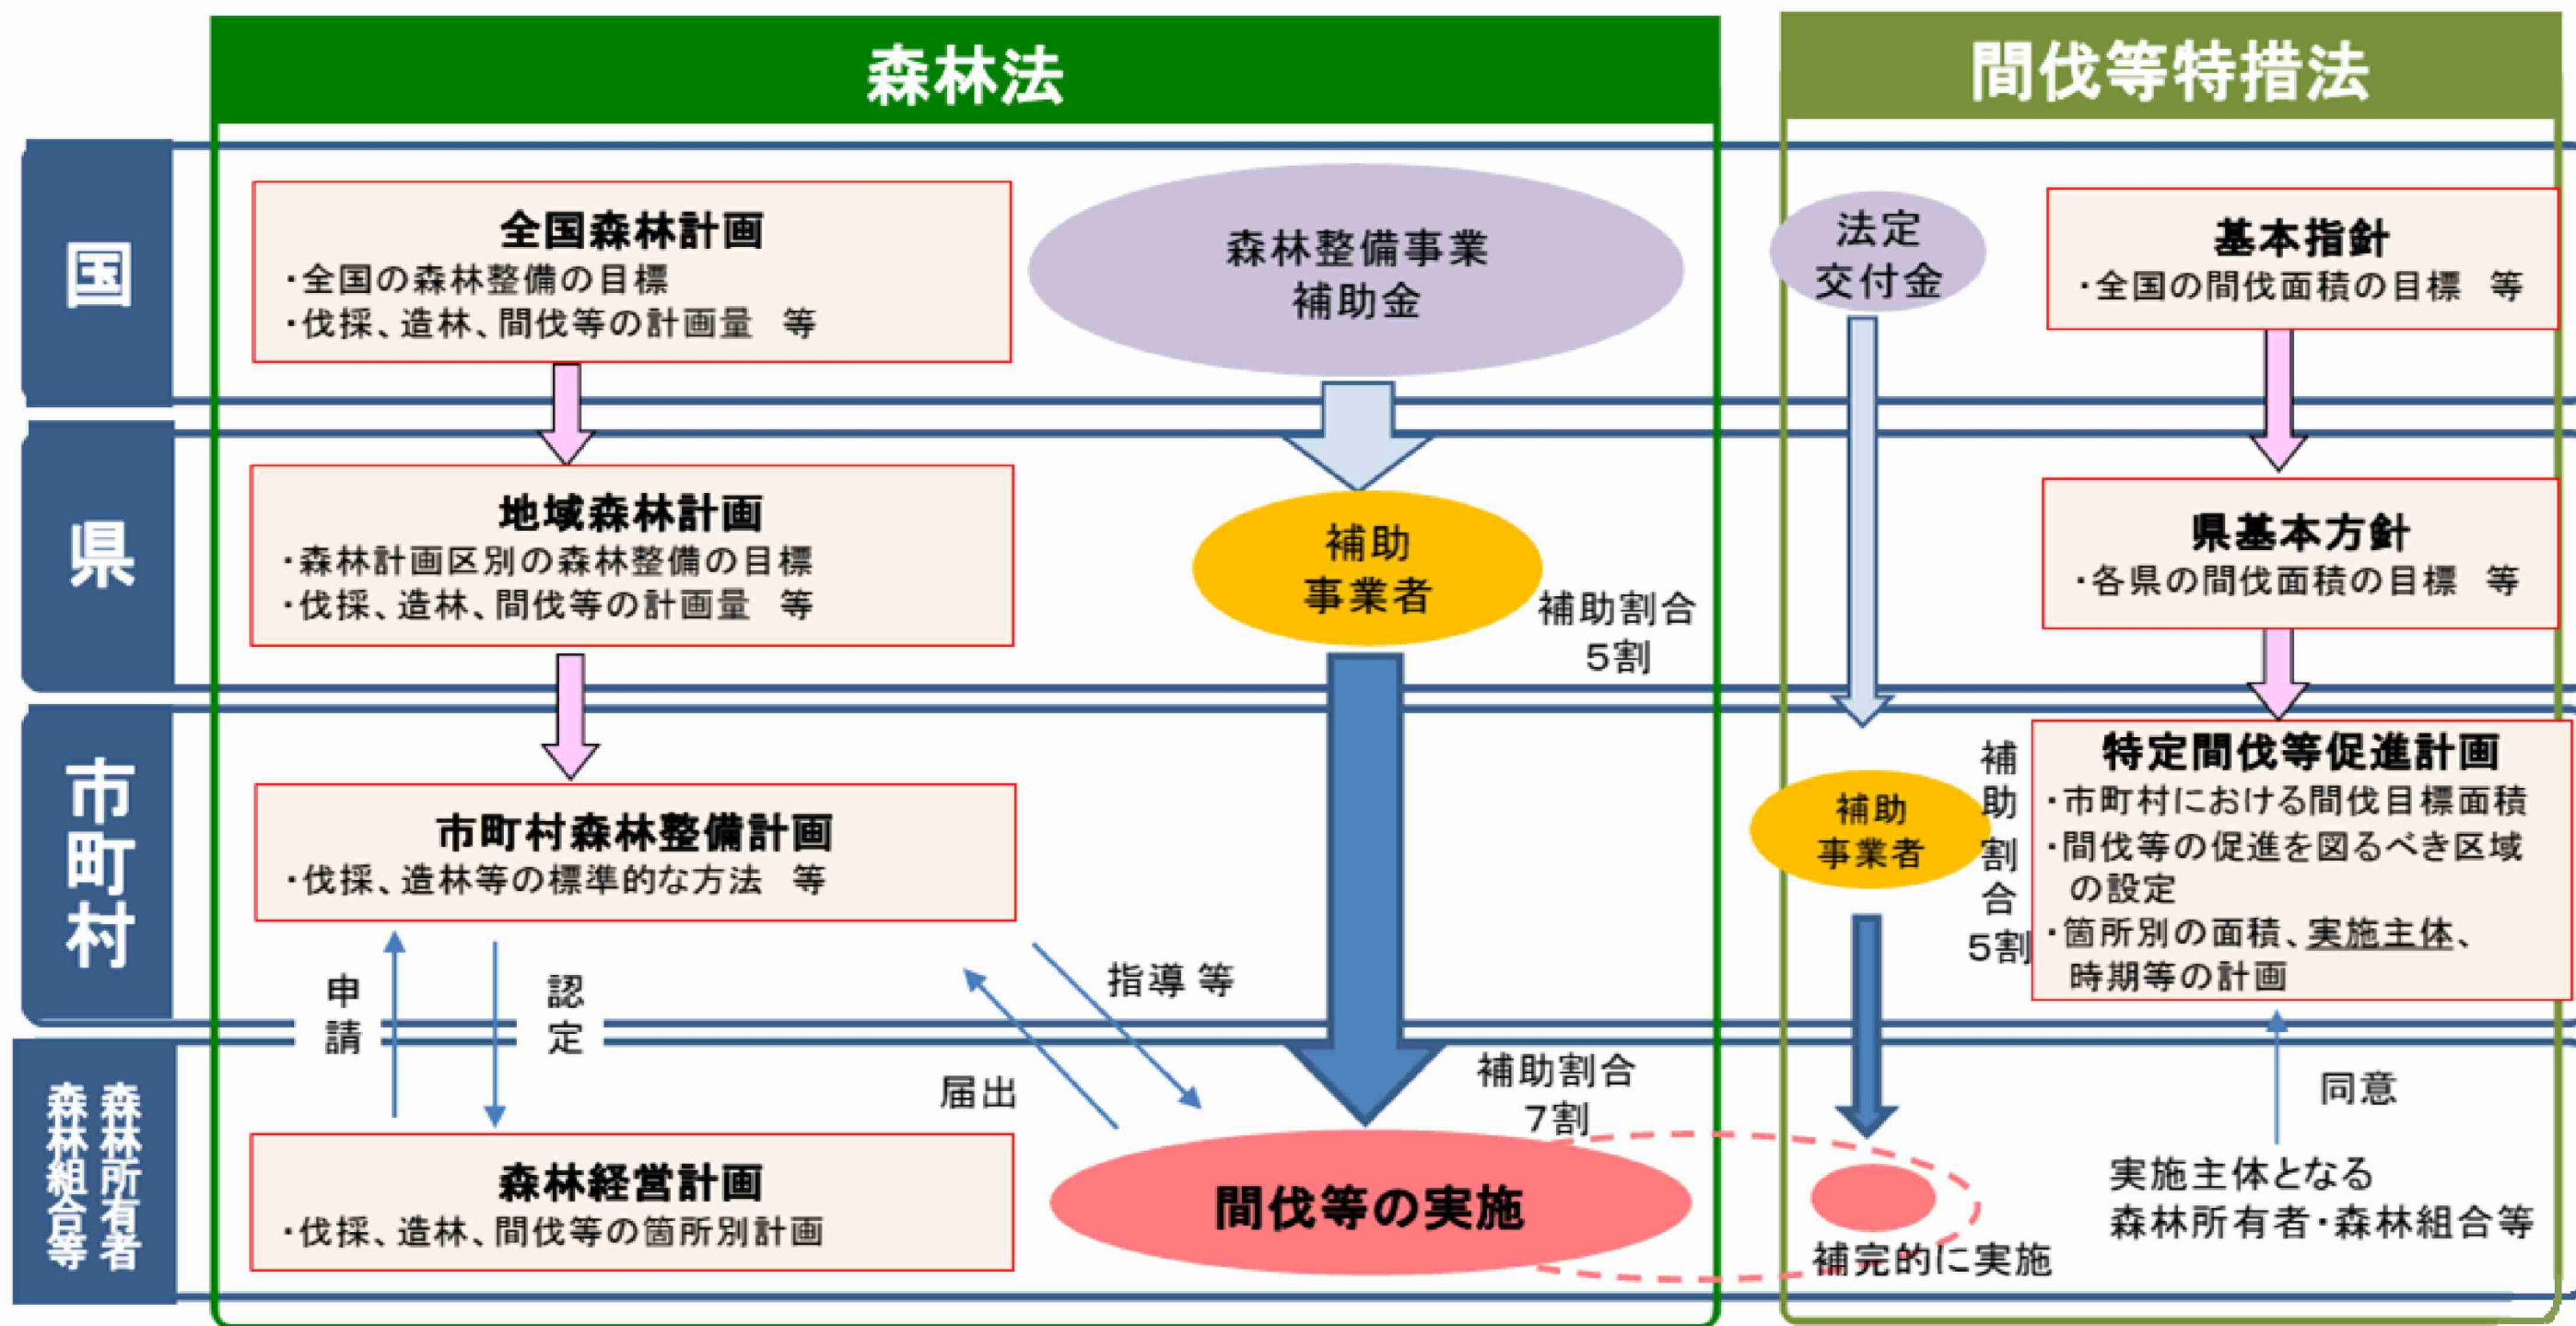 森林法
間伐等特措法
国
全国森林計画
・全国の森林整備の目標
・伐採、造林、間伐等の計画量　等
森林整備事業
補助金
法定
交付金
基本指針
・全国の間伐面積の目標　等
県
地域森林計画
・森林計画区別の森林整備の目標
・伐採、造林、間伐等の計画量　等
補助
事業者
補助割合
5割
県基本方針
・各県の間伐面積の目標　等
市町村
市町村森林整備計画
・伐採、造林等の標準的な方法　等
補助
事業者
補助割合
5割
特定間伐等促進計画
・市町村における間伐目標面積
・間伐等の促進を図るべき区域
の設定
・箇所別の面積、実施主体、
時期等の計画
申請
認定
指導 等
届出
森林所有者
森林組合等
森林経営計画
・伐採、造林、間伐等の箇所別計画
補助割合
7割
間伐等の実施
補完的に実施
同意
実施主体となる
森林所有者・森林組合等